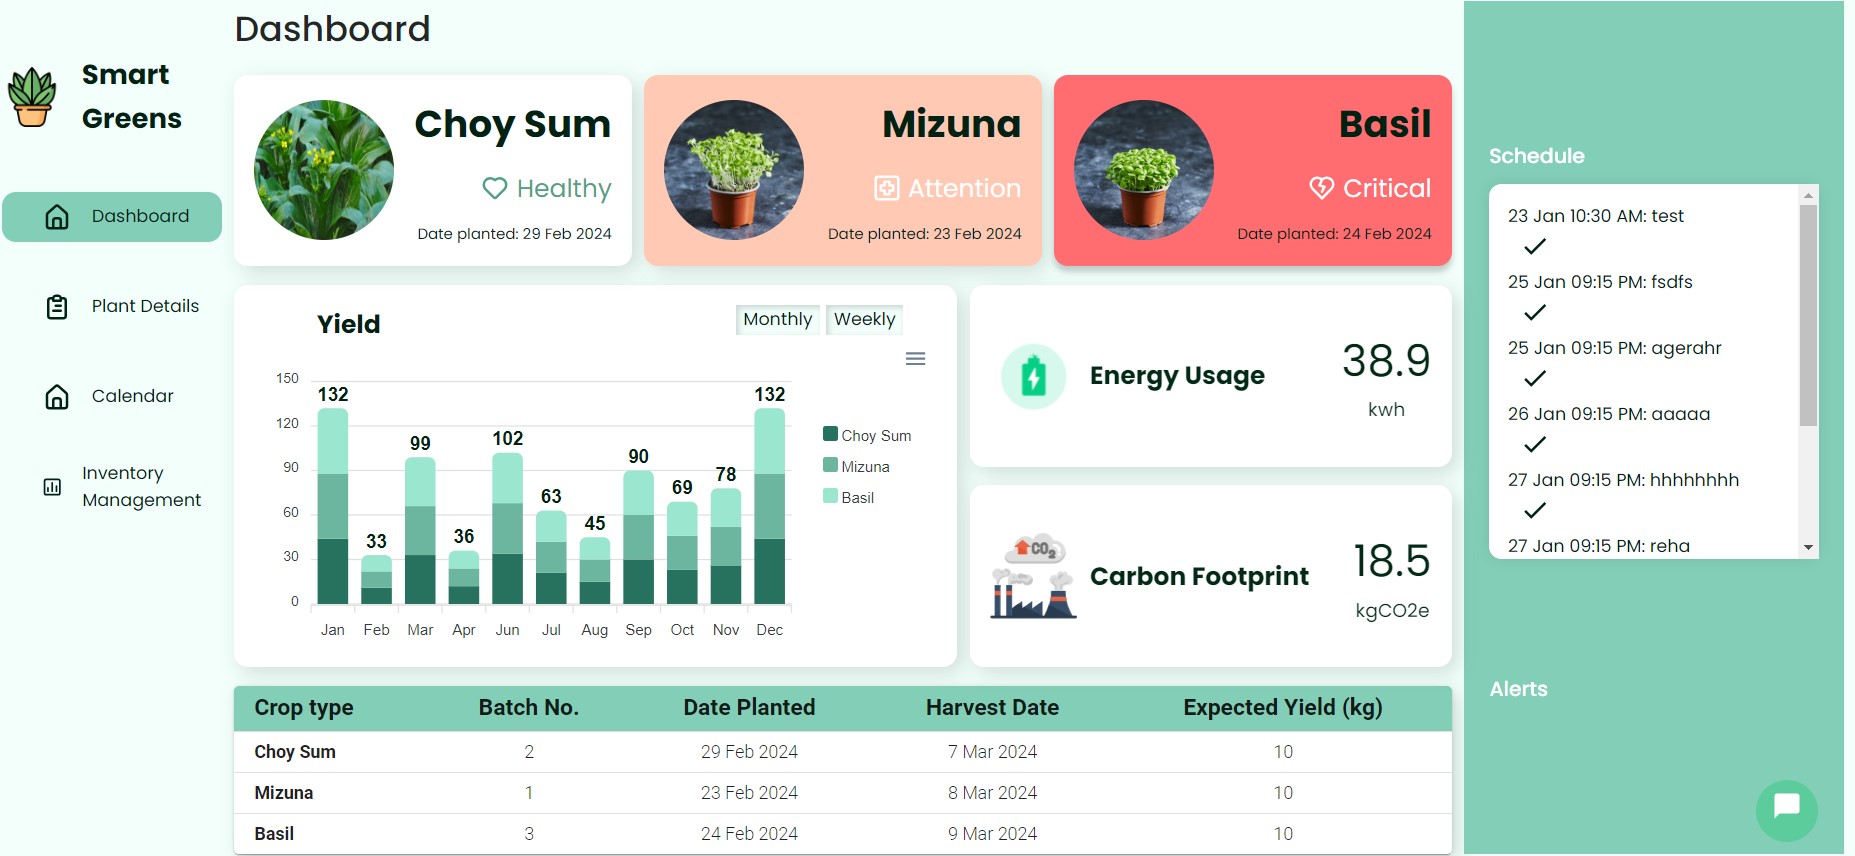 Dashboard
Smart
Greens
Dashboard
Plant Details
Calendar
Inventory
Management
Choy Sum
Healthy
Date planted: 29 Feb 2024
Mizuna
Attention
Date planted: 23 Feb 2024
Basil
Critical
Date planted: 24 Feb 2024
Yield
Monthly Weekly
150
120
90
60
30
0
132
33
99
36
102
63
45
90
69
78
132
Jan Feb Mar Apr Jun Jul Aug Sep Oct Nov Dec
Choy Sum
Mizuna
Basil
Energy Usage
38.9
kwh
CO2
Carbon Footprint
18.5
kgCO2e
Crop type Batch No. Date Planted Harvest Date Expected Yield (kg)
Choy Sum 2 29 Feb 2024 7 Mar 2024 10
Mizuna 1 23 Feb 2024 8 Mar 2024 10
Basil 3 24 Feb 2024 9 Mar 2024 10
Schedule
23 Jan 10:30 AM: test
25 Jan 09:15 PM: fsdfs
25 Jan 09:15 PM: agerahr
26 Jan 09:15 PM: aaaaa
27 Jan 09:15 PM: hhhhhhhh
27 Jan 09:15 PM: reha
Alerts